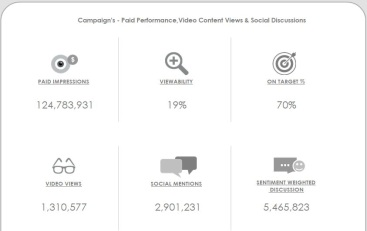 Campaign's - Paid Performance,Video Content Views & Social Discussions
PAID IMPRESSIONS
VIEWABILITY
ON TARGET %
124,783,931
19%
70%
VIDEO VIEWS
SOCIAL MENTIONS
SENTIMENT WEIGHTED
DISCUSSION
1,310,577
2,901,231
5,465,823